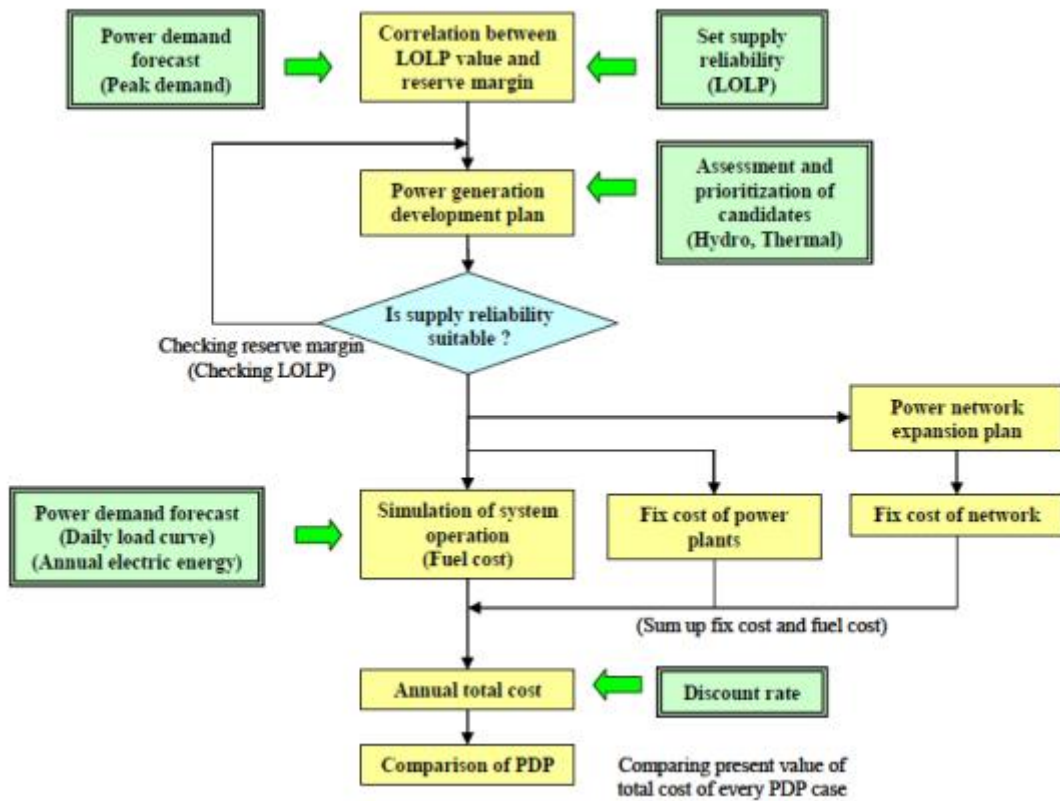 Power demand
forecast
(Peak demand)
Correlation between
LOLP value and
reserve margin
Set supply
reliability
(LOLP)
Power generation
development plan
Assessment and
prioritization of
candidates
(Hydro, Thermal)
Is supply reliability
suitable ?
Checking reserve margin
(Checking LOLP)
Power network
expansion plan
Power demand forecast
(Daily load curve)
(Annual electric energy)
Simulation of system
operation
(Fuel cost)
Fix cost of power
plants
Fix cost of network
(Sum up fix cost and fuel cost)
Annual total cost
Discount rate
Comparison of PDP
Comparing present value of
total cost of every PDP case